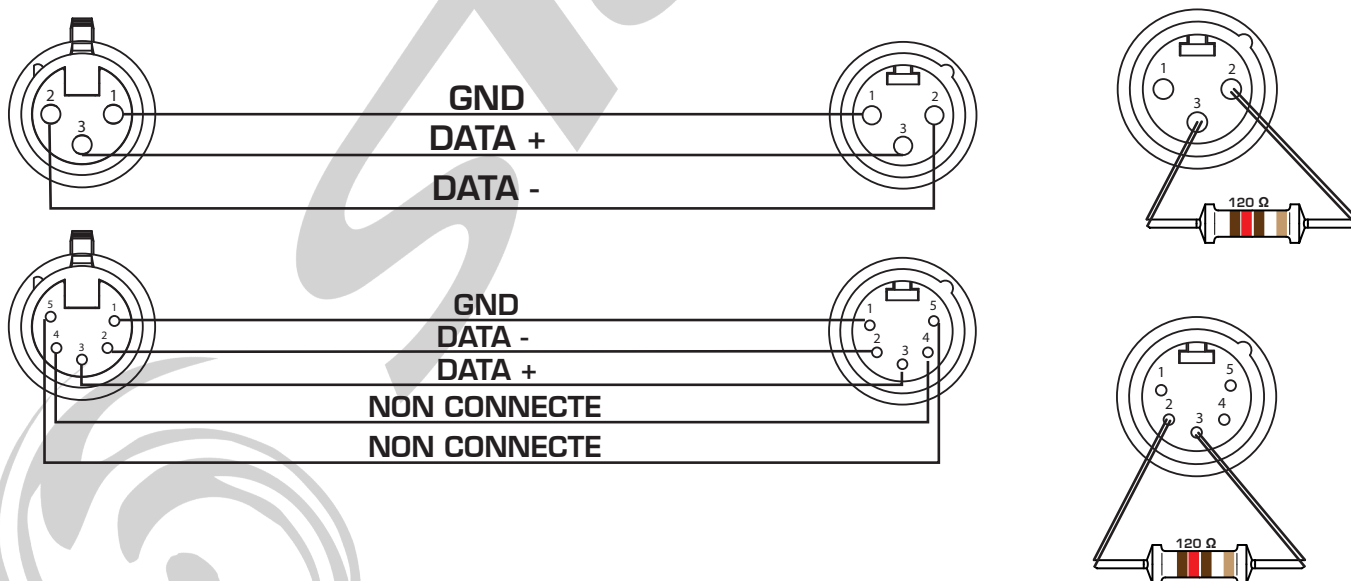 2 1
3
GND
DATA +
DATA -
1 2
3
1 2
3
120 Ω
5 1
4 2
3
GND
DATA -
DATA +
NON CONNECTE
NON CONNECTE
1 5
2 4
3
1 5
2 4
3
120 Ω